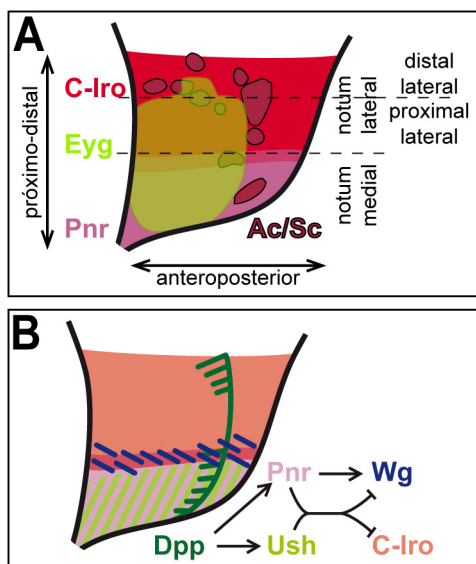 A
C-Iro
Eyg
Pnr
próximo-distal
Ac/Sc
anteroposterior
notum
lateral
notum
medial
distal
lateral
proximal
lateral
B
Pnr
Wg
Dpp
Ush
C-Iro